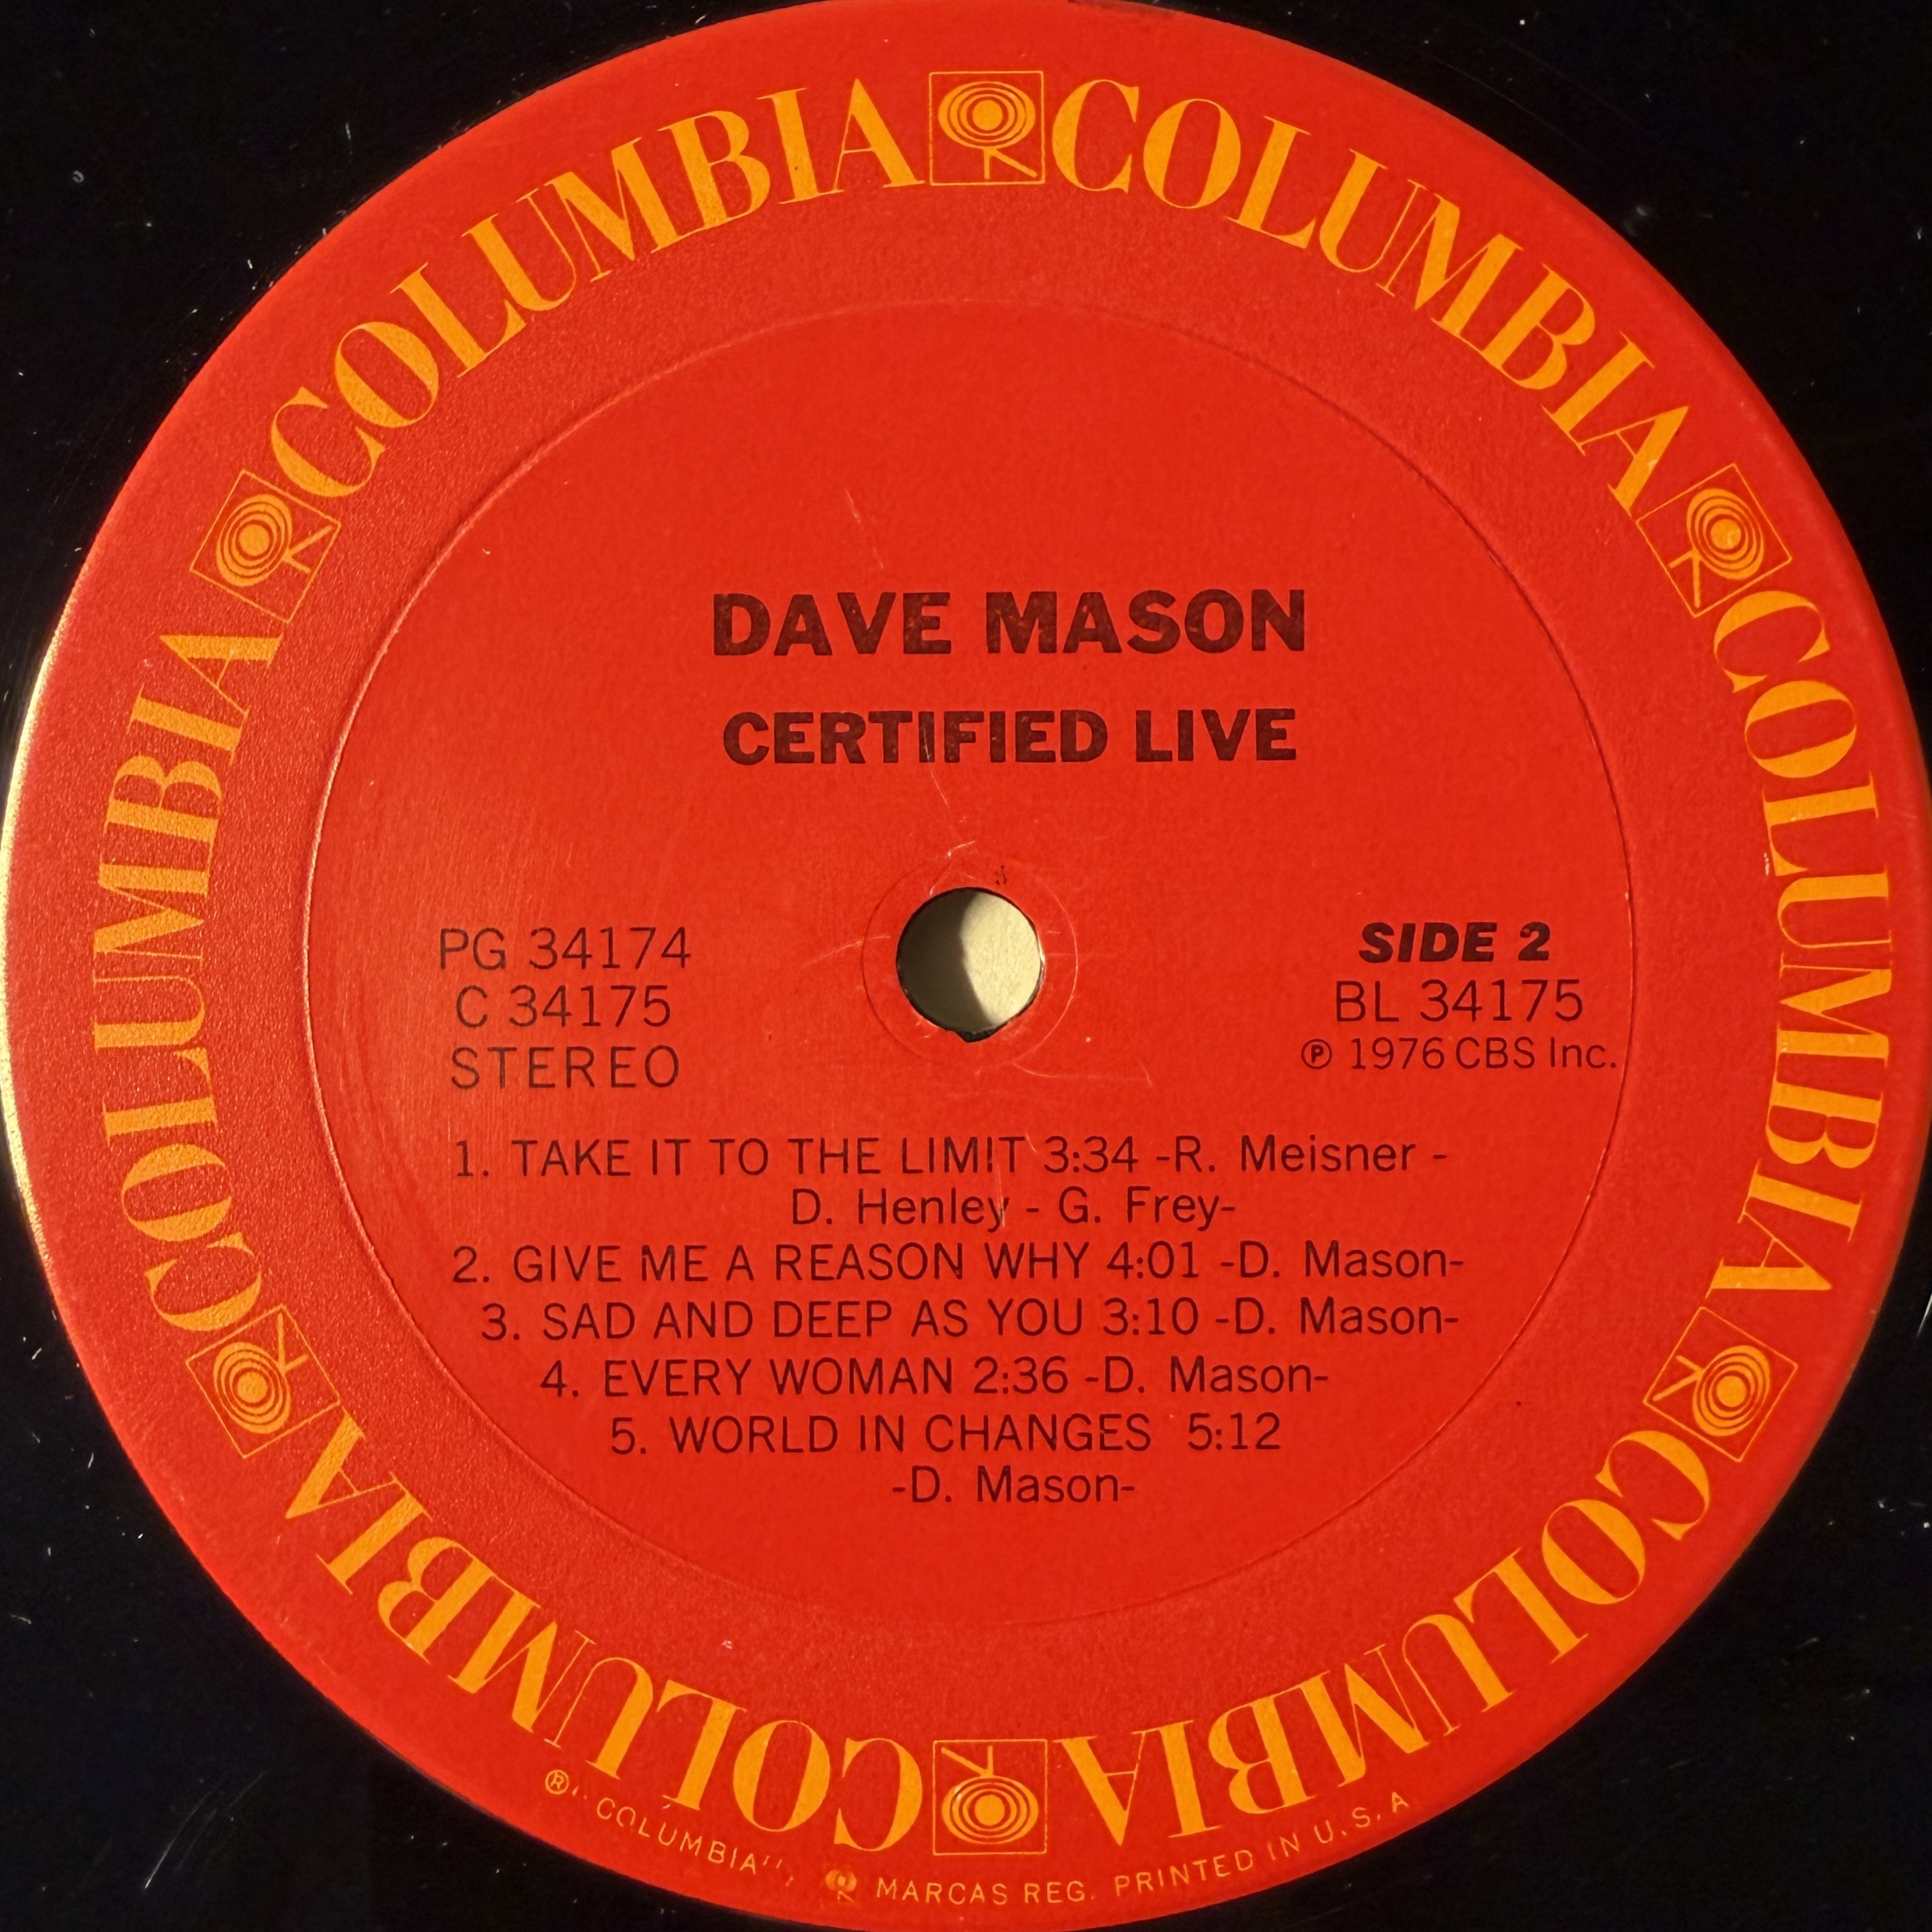 COLUMBIA COLUMBIA COLUMBIA COLUMBIA COLUMBIA COLUMBIA
DAVE MASON
CERTIFIED LIVE
PG 34174
C 34175
STEREO
SIDE 2
BL 34175
℗ 1976 CBS Inc.
1. TAKE IT TO THE LIMIT 3:34 -R. Meisner -
D. Henley - G. Frey-
2. GIVE ME A REASON WHY 4:01 -D. Mason-
3. SAD AND DEEP AS YOU 3:10 -D. Mason-
4. EVERY WOMAN 2:36 -D. Mason-
5. WORLD IN CHANGES 5:12
-D. Mason-
® "COLUMBIA", MARCAS REG. PRINTED IN U.S.A